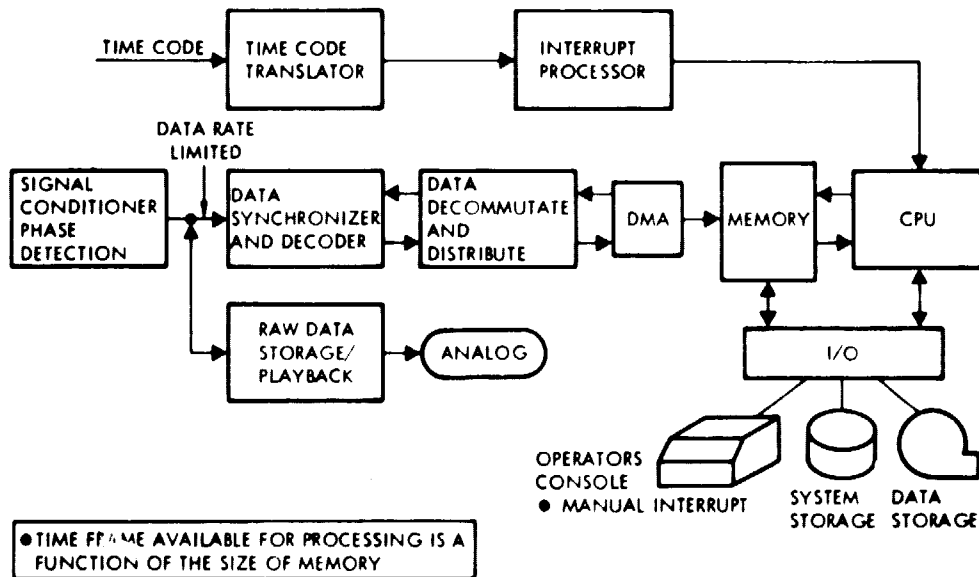 TIME CODE
TIME CODE
TRANSLATOR
INTERRUPT
PROCESSOR
DATA RATE
LIMITED
SIGNAL
CONDITIONER
PHASE
DETECTION
DATA
SYNCHRONIZER
AND DECODER
DATA
DECOMMUTATE
AND
DISTRIBUTE
DMA
MEMORY
CPU
RAW DATA
STORAGE/
PLAYBACK
ANALOG
I/O
OPERATORS
CONSOLE
● MANUAL INTERRUPT
SYSTEM
STORAGE
DATA
STORAGE
● TIME FRAME AVAILABLE FOR PROCESSING IS A
FUNCTION OF THE SIZE OF MEMORY